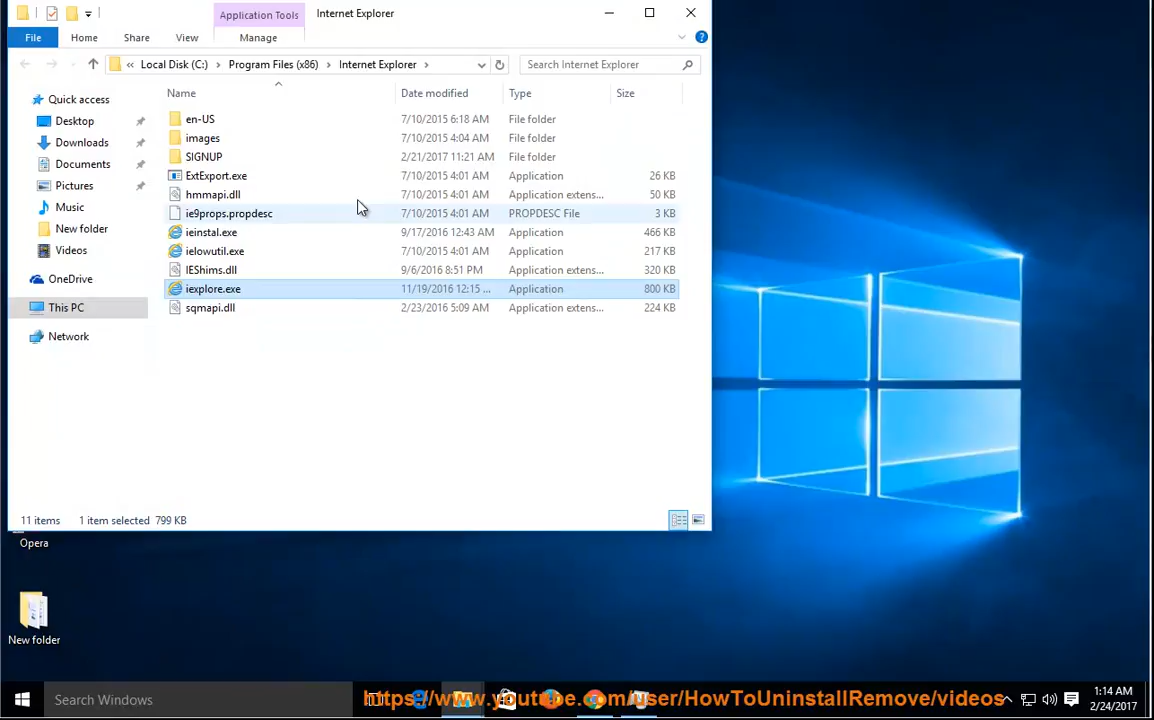 Application Tools Internet Explorer
File Home Share View Manage
« Local Disk (C:) › Program Files (x86) › Internet Explorer › Search Internet Explorer
Name Date modified Type Size
Quick access
Desktop
Downloads
Documents
Pictures
Music
New folder
Videos
OneDrive
This PC
Network
en-US 7/10/2015 6:18 AM File folder
images 7/10/2015 4:04 AM File folder
SIGNUP 2/21/2017 11:21 AM File folder
ExtExport.exe 7/10/2015 4:01 AM Application 26 KB
hmmapi.dll 7/10/2015 4:01 AM Application extens... 50 KB
ie9props.propdesc 7/10/2015 4:01 AM PROPDESC File 3 KB
ieinstal.exe 9/17/2016 12:43 AM Application 466 KB
ielowutil.exe 7/10/2015 4:01 AM Application 217 KB
IEShims.dll 9/6/2016 8:51 PM Application extens... 320 KB
iexplore.exe 11/19/2016 12:15 ... Application 800 KB
sqmapi.dll 2/23/2016 5:09 AM Application extens... 224 KB
11 items 1 item selected 799 KB
Opera
New folder
Search Windows
https://www.youtube.com/user/HowToUninstallRemove/videos
1:14 AM
2/24/2017